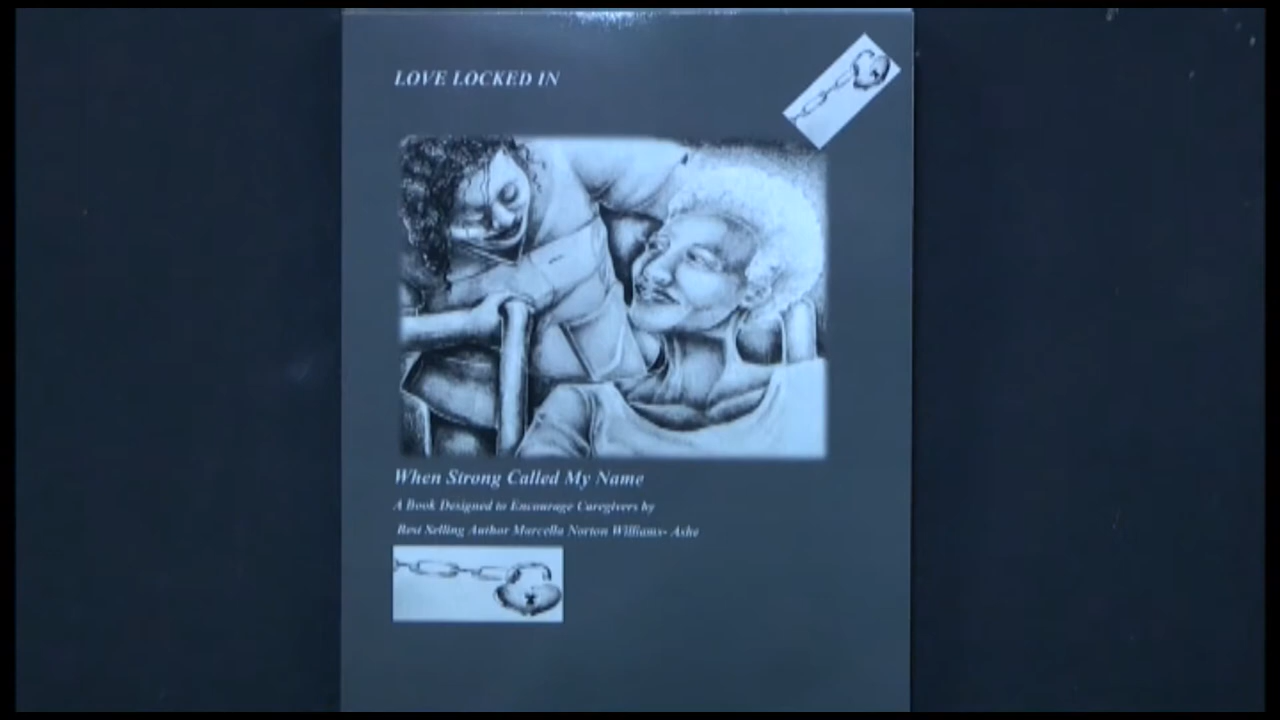 LOVE LOCKED IN
When Strong Called My Name
A Book Designed to Encourage Caregivers by
Best Selling Author Marcella Norton Williams- Ashe